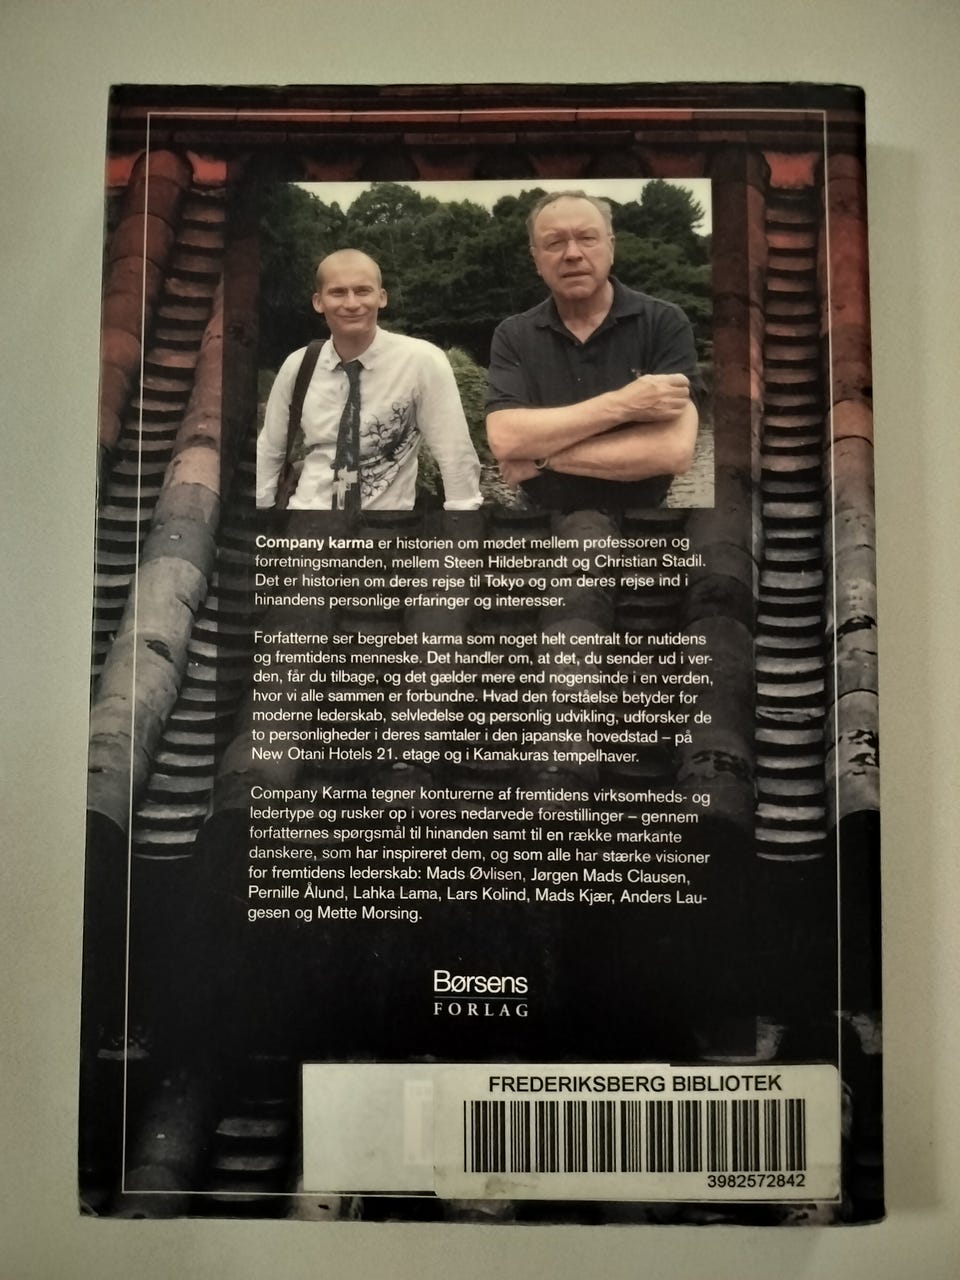 Company karma er historien om mødet mellem professoren og
forretningsmanden, mellem Steen Hildebrandt og Christian Stadil.
Det er historien om deres rejse til Tokyo og om deres rejse ind i
hinandens personlige erfaringer og interesser.
Forfatterne ser begrebet karma som noget helt centralt for nutidens
og fremtidens menneske. Det handler om, at det, du sender ud i ver-
den, får du tilbage, og det gælder mere end nogensinde i en verden,
hvor vi alle sammen er forbundne. Hvad den forståelse betyder for
moderne lederskab, selvledelse og personlig udvikling, udforsker de
to personligheder i deres samtaler i den japanske hovedstad – på
New Otani Hotels 21. etage og i Kamakuras tempelhaver.
Company Karma tegner konturerne af fremtidens virksomheds- og
ledertype og rusker op i vores nedarvede forestillinger – gennem
forfatternes spørgsmål til hinanden samt til en række markante
danskere, som har inspireret dem, og som alle har stærke visioner
for fremtidens lederskab: Mads Øvlisen, Jørgen Mads Clausen,
Pernille Ålund, Lahka Lama, Lars Kolind, Mads Kjær, Anders Lau-
gesen og Mette Morsing.
Børsens
FORLAG
FREDERIKSBERG BIBLIOTEK
3982572842